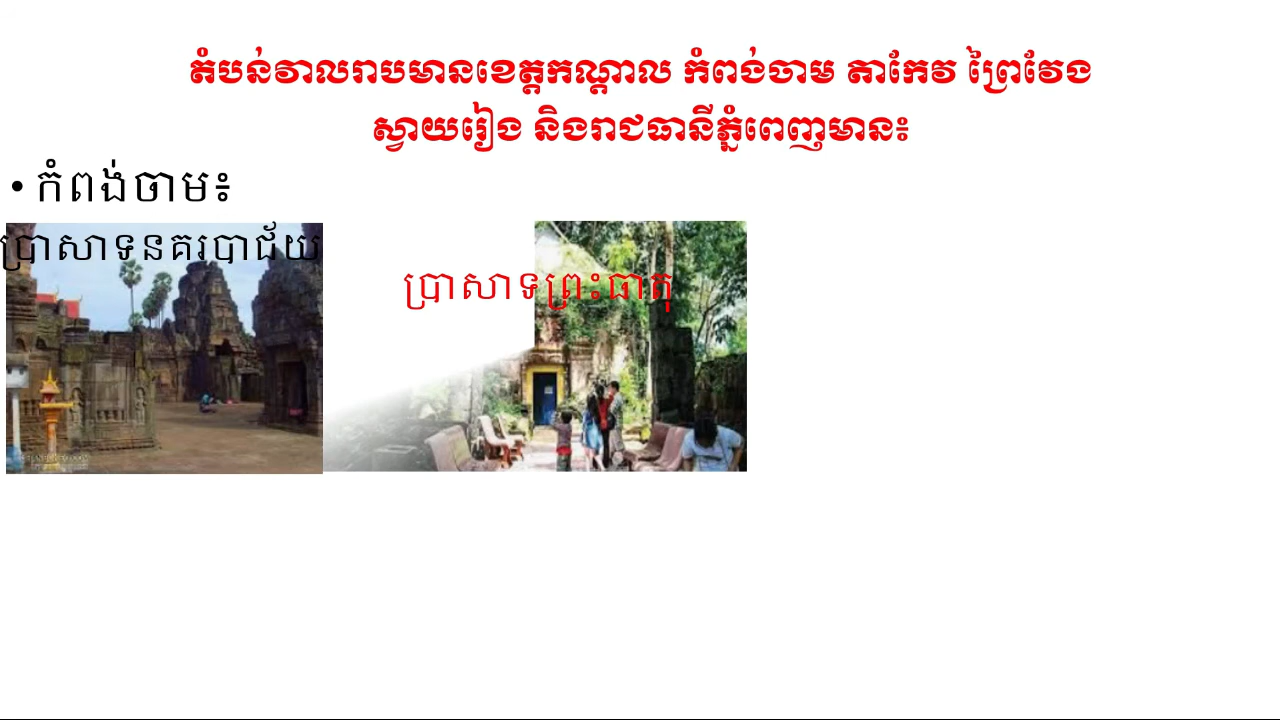 តំបន់វាលរាបមានខេត្តកណ្ដាល កំពង់ចាម តាកែវ ព្រៃវែង
ស្វាយរៀង និងរាជធានីភ្នំពេញមាន៖
• កំពង់ចាម៖
ប្រាសាទនគរបាជ័យ
ប្រាសាទព្រះធាតុ